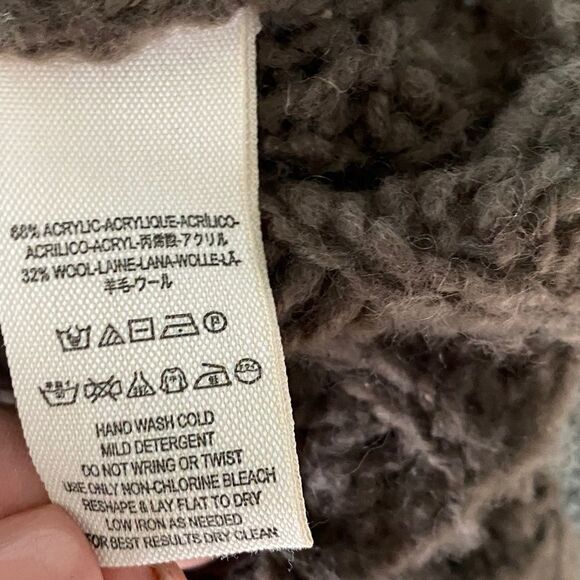 68% ACRYLIC-ACRYLIQUE-ACRÍLICO-
ACRILICO-ACRYL-丙烯酸-アクリル
32% WOOL-LAINE-LANA-WOLLE-LÃ-
羊毛-ウール
HAND WASH COLD
MILD DETERGENT
DO NOT WRING OR TWIST
USE ONLY NON-CHLORINE BLEACH
RESHAPE & LAY FLAT TO DRY
LOW IRON AS NEEDED
FOR BEST RESULTS DRY CLEAN